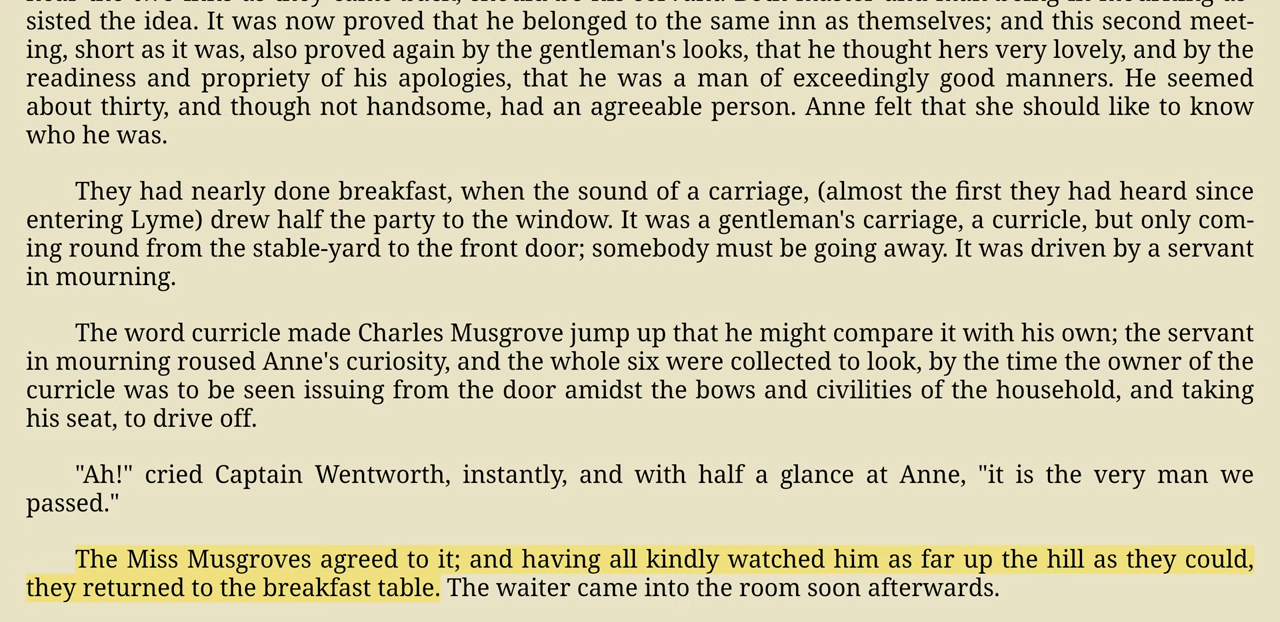 sisted the idea. It was now proved that he belonged to the same inn as themselves; and this second meet-
ing, short as it was, also proved again by the gentleman's looks, that he thought hers very lovely, and by the
readiness and propriety of his apologies, that he was a man of exceedingly good manners. He seemed
about thirty, and though not handsome, had an agreeable person. Anne felt that she should like to know
who he was.
They had nearly done breakfast, when the sound of a carriage, (almost the first they had heard since
entering Lyme) drew half the party to the window. It was a gentleman's carriage, a curricle, but only com-
ing round from the stable-yard to the front door; somebody must be going away. It was driven by a servant
in mourning.
The word curricle made Charles Musgrove jump up that he might compare it with his own; the servant
in mourning roused Anne's curiosity, and the whole six were collected to look, by the time the owner of the
curricle was to be seen issuing from the door amidst the bows and civilities of the household, and taking
his seat, to drive off.
"Ah!" cried Captain Wentworth, instantly, and with half a glance at Anne, "it is the very man we
passed."
The Miss Musgroves agreed to it; and having all kindly watched him as far up the hill as they could,
they returned to the breakfast table. The waiter came into the room soon afterwards.